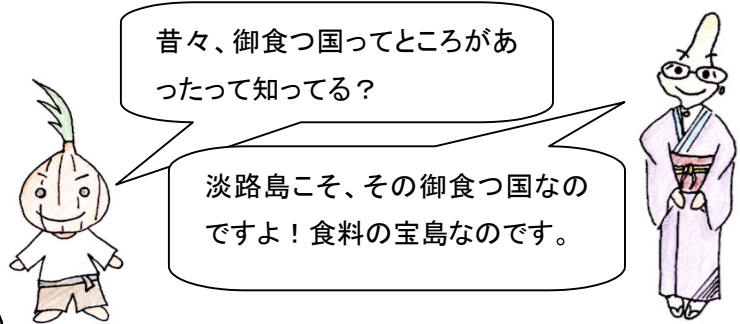 昔々、御食つ国ってところがあ
ったって知ってる？
淡路島こそ、その御食つ国なの
ですよ！食料の宝島なのです。